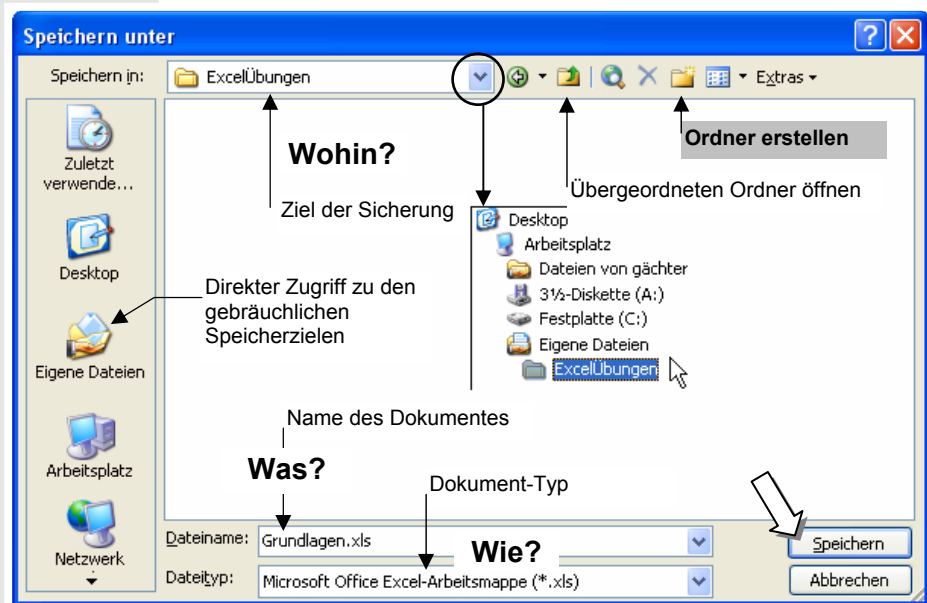 Speichern unter
Speichern in:
ExcelÜbungen
Extras
Ordner erstellen
Wohin?
Übergeordneten Ordner öffnen
Ziel der Sicherung
Zuletzt
verwende...
Desktop
Eigene Dateien
Arbeitsplatz
Netzwerk
Direkter Zugriff zu den
gebräuchlichen
Speicherzielen
Desktop
Arbeitsplatz
Dateien von gächter
3½-Diskette (A:)
Festplatte (C:)
Eigene Dateien
ExcelÜbungen
Name des Dokumentes
Was?
Dokument-Typ
Dateiname:
Grundlagen.xls
Wie?
Speichern
Dateityp:
Microsoft Office Excel-Arbeitsmappe (*.xls)
Abbrechen